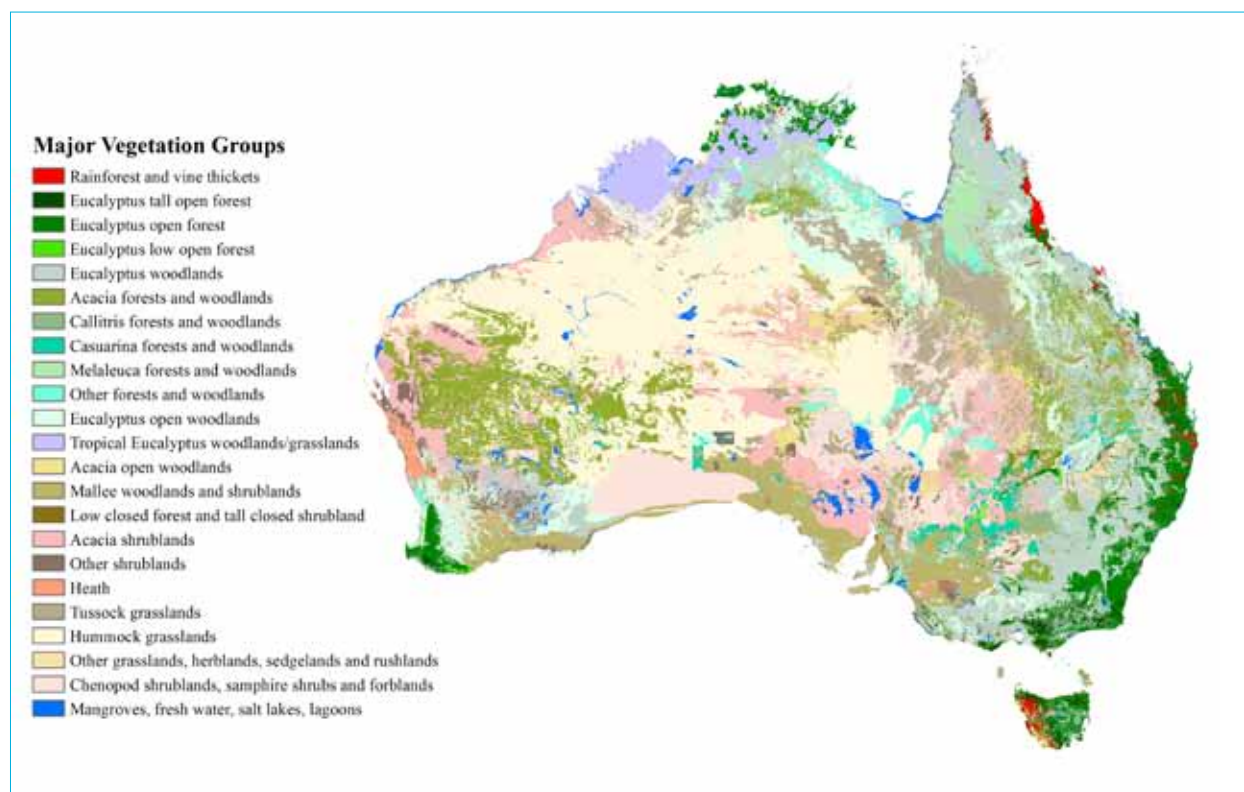 Major Vegetation Groups
Rainforest and vine thickets
Eucalyptus tall open forest
Eucalyptus open forest
Eucalyptus low open forest
Eucalyptus woodlands
Acacia forests and woodlands
Callitris forests and woodlands
Casuarina forests and woodlands
Melaleuca forests and woodlands
Other forests and woodlands
Eucalyptus open woodlands
Tropical Eucalyptus woodlands/grasslands
Acacia open woodlands
Mallee woodlands and shrublands
Low closed forest and tall closed shrubland
Acacia shrublands
Other shrublands
Heath
Tussock grasslands
Hummock grasslands
Other grasslands, herblands, sedgelands and rushlands
Chenopod shrublands, samphire shrubs and forblands
Mangroves, fresh water, salt lakes, lagoons